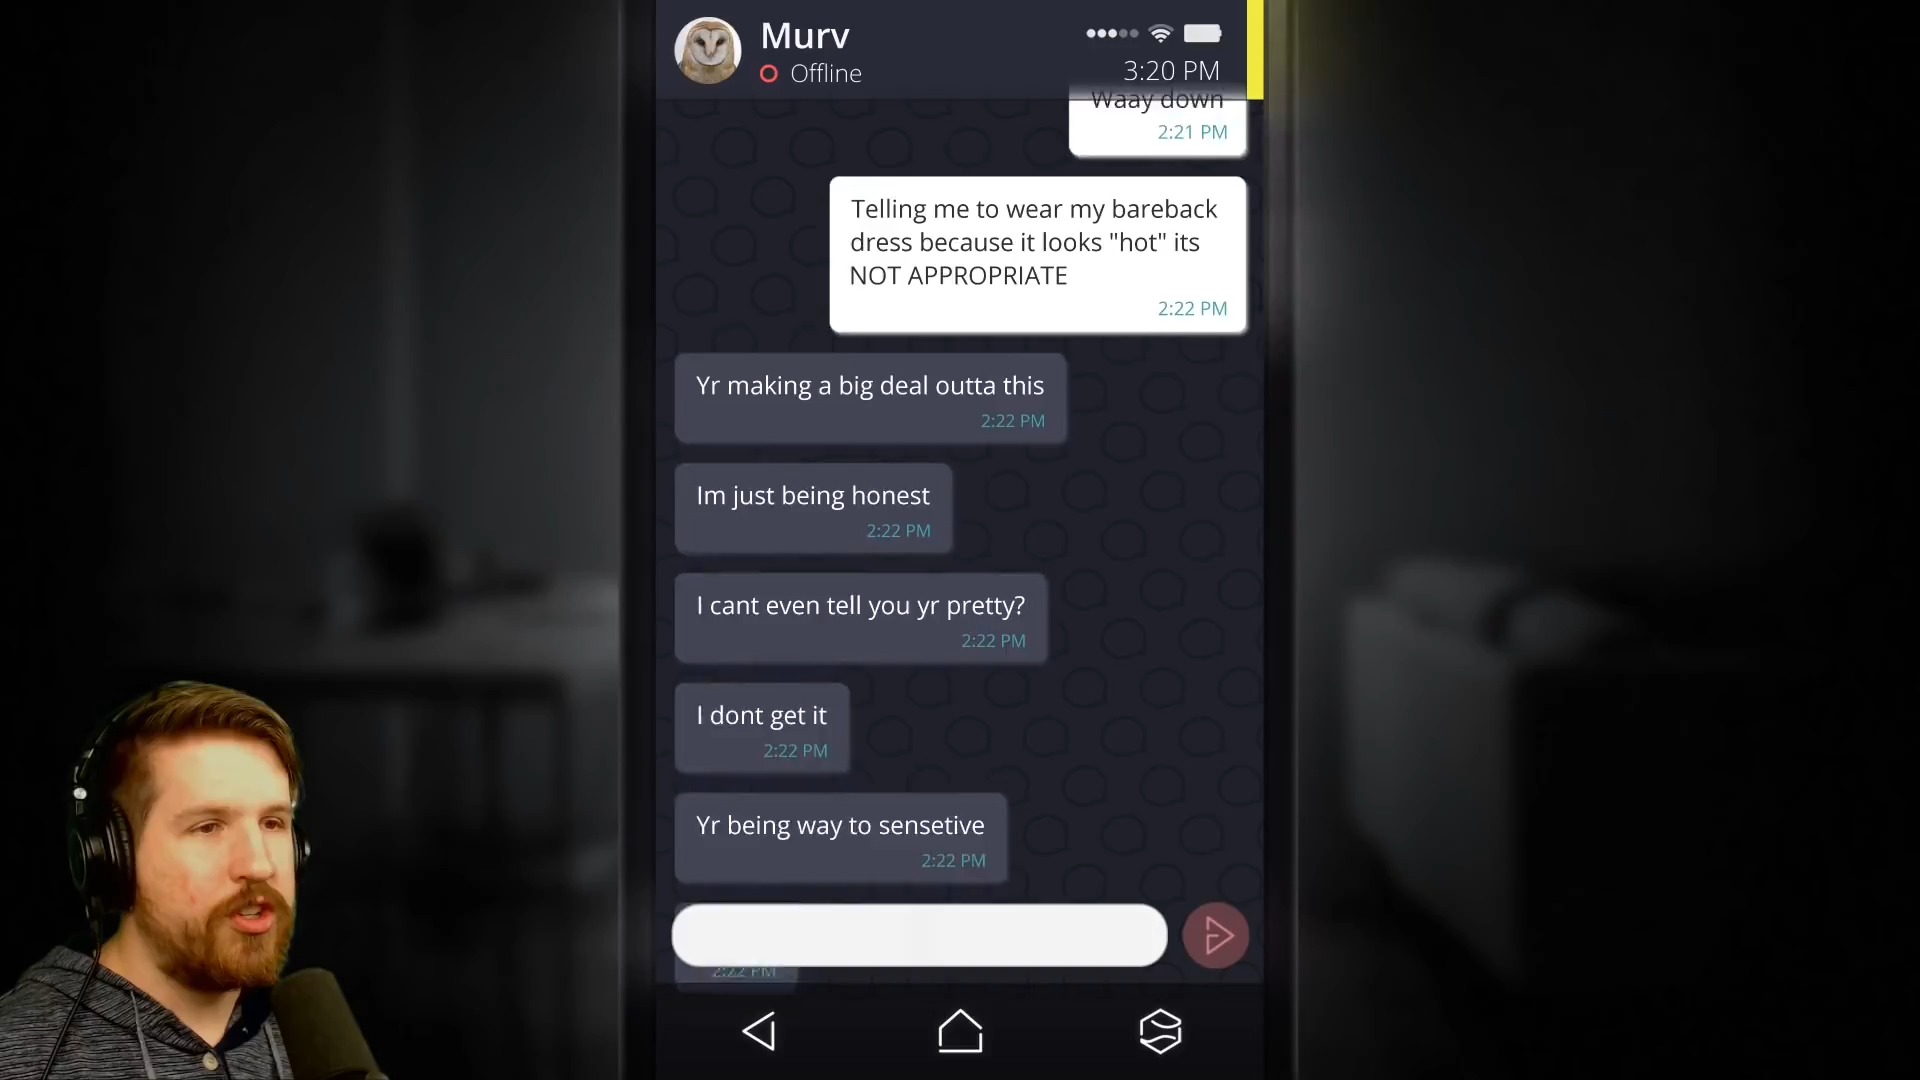 Murv
Offline
3:20 PM
Waay down
2:21 PM
Telling me to wear my bareback
dress because it looks "hot" its
NOT APPROPRIATE
2:22 PM
Yr making a big deal outta this
2:22 PM
Im just being honest
2:22 PM
I cant even tell you yr pretty?
2:22 PM
I dont get it
2:22 PM
Yr being way to sensetive
2:22 PM
2:22 PM